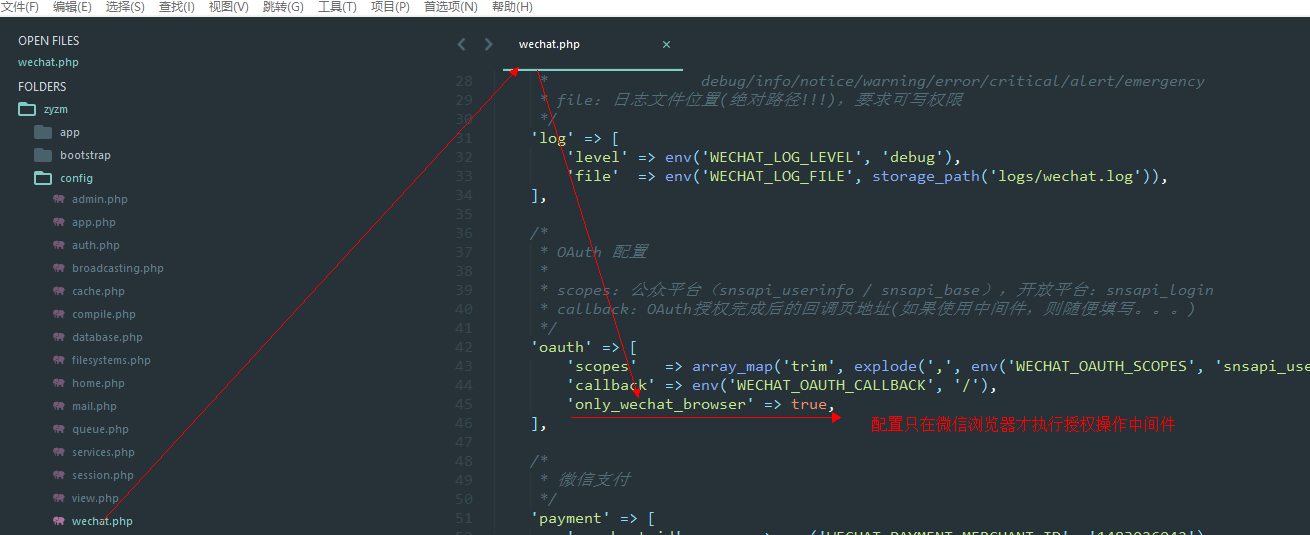 文件(F) 编辑(E) 选择(S) 查找(I) 视图(V) 跳转(G) 工具(T) 项目(P) 首选项(N) 帮助(H)
OPEN FILES
wechat.php
FOLDERS
zyzm
app
bootstrap
config
admin.php
app.php
auth.php
broadcasting.php
cache.php
compile.php
database.php
filesystems.php
home.php
mail.php
queue.php
services.php
session.php
view.php
wechat.php
wechat.php ×
28 * debug/info/notice/warning/error/critical/alert/emergency
29 * file: 日志文件位置(绝对路径!!!), 要求可写权限
30 */
31 'log' => [
32 'level' => env('WECHAT_LOG_LEVEL', 'debug'),
33 'file' => env('WECHAT_LOG_FILE', storage_path('logs/wechat.log')),
34 ],
35
36 /*
37 * OAuth 配置
38 *
39 * scopes: 公众平台（snsapi_userinfo / snsapi_base）, 开放平台: snsapi_login
40 * callback: OAuth授权完成后的回调页地址(如果使用中间件, 则随便填写。。。)
41 */
42 'oauth' => [
43 'scopes' => array_map('trim', explode(',', env('WECHAT_OAUTH_SCOPES', 'snsapi_use
44 'callback' => env('WECHAT_OAUTH_CALLBACK', '/'),
45 'only_wechat_browser' => true,
46 ],
配置只在微信浏览器才执行授权操作中间件
47
48 /*
49 * 微信支付
50 */
51 'payment' => [